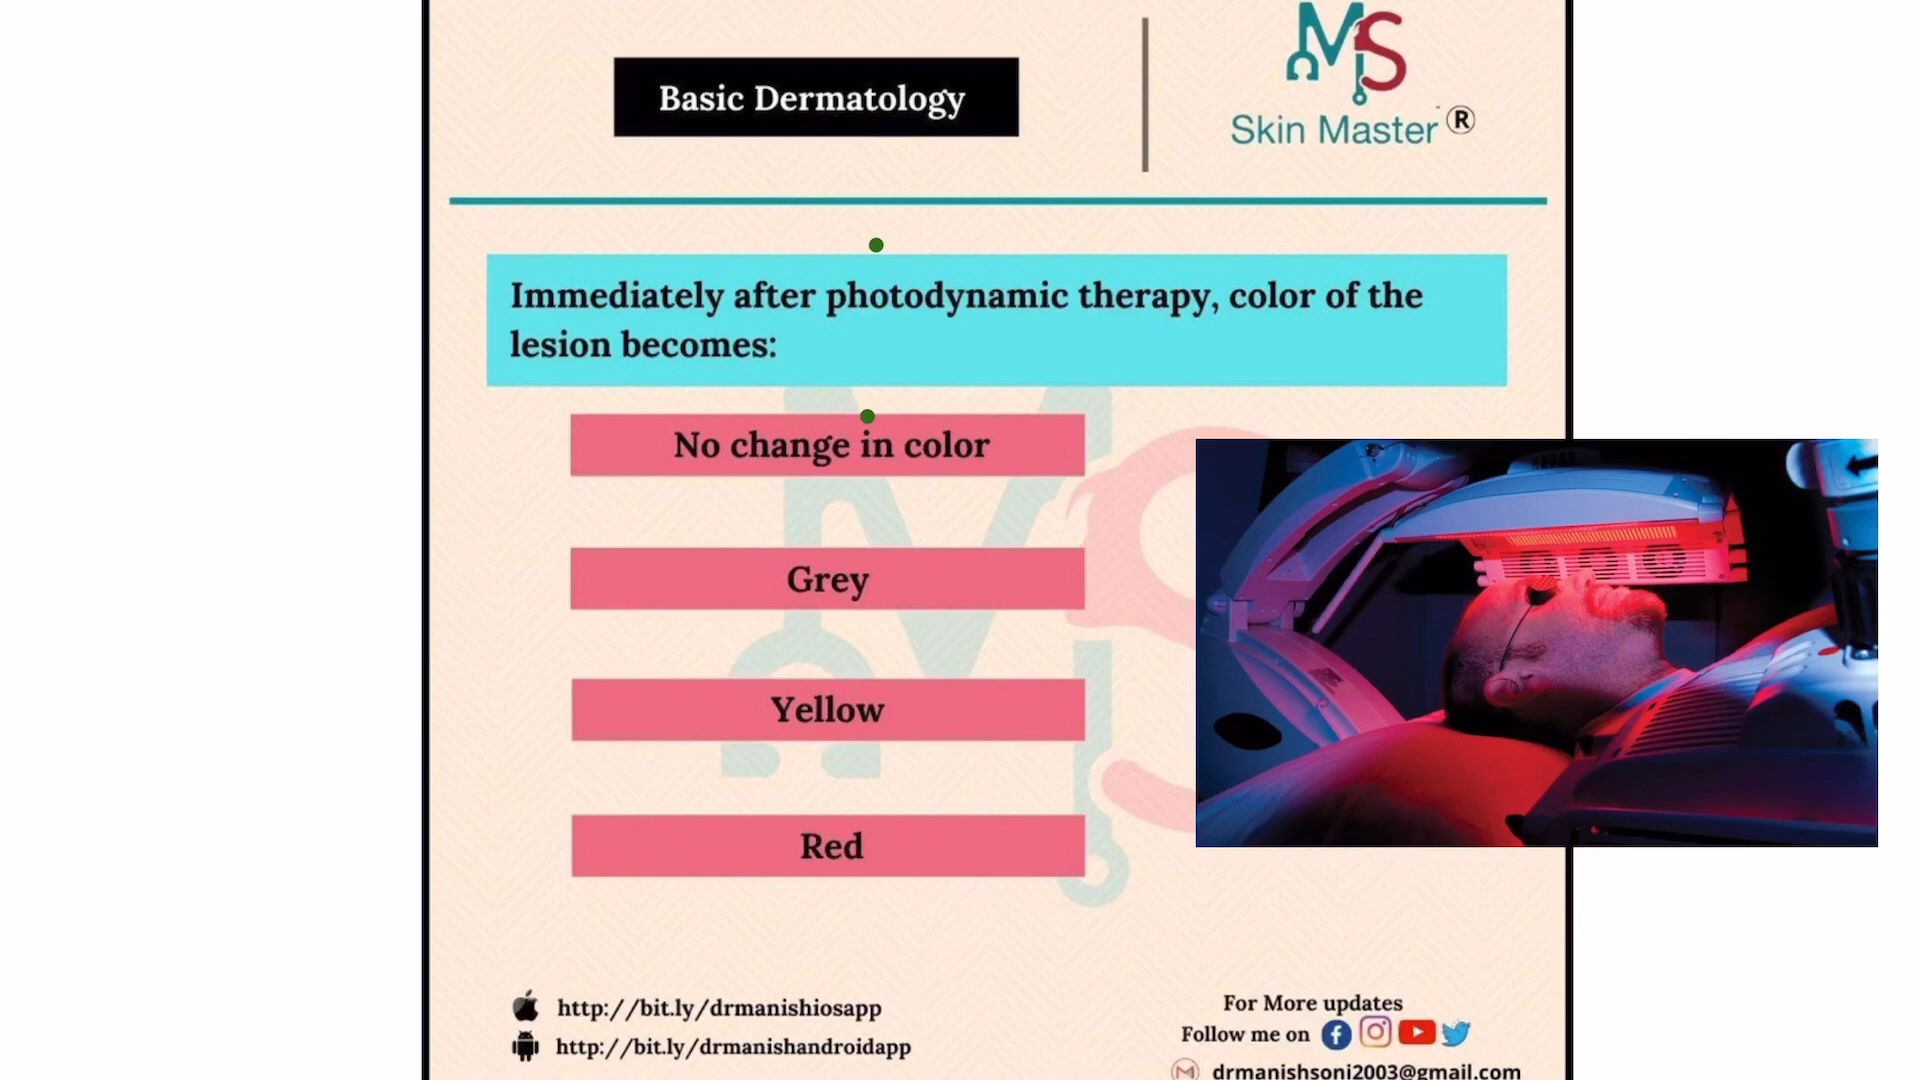 Basic Dermatology
MS
Skin Master ®
Immediately after photodynamic therapy, color of the
lesion becomes:
No change in color
Grey
Yellow
Red
http://bit.ly/drmanishiosapp
http://bit.ly/drmanishandroidapp
For More updates
Follow me on
drmanishsoni2003@gmail.com